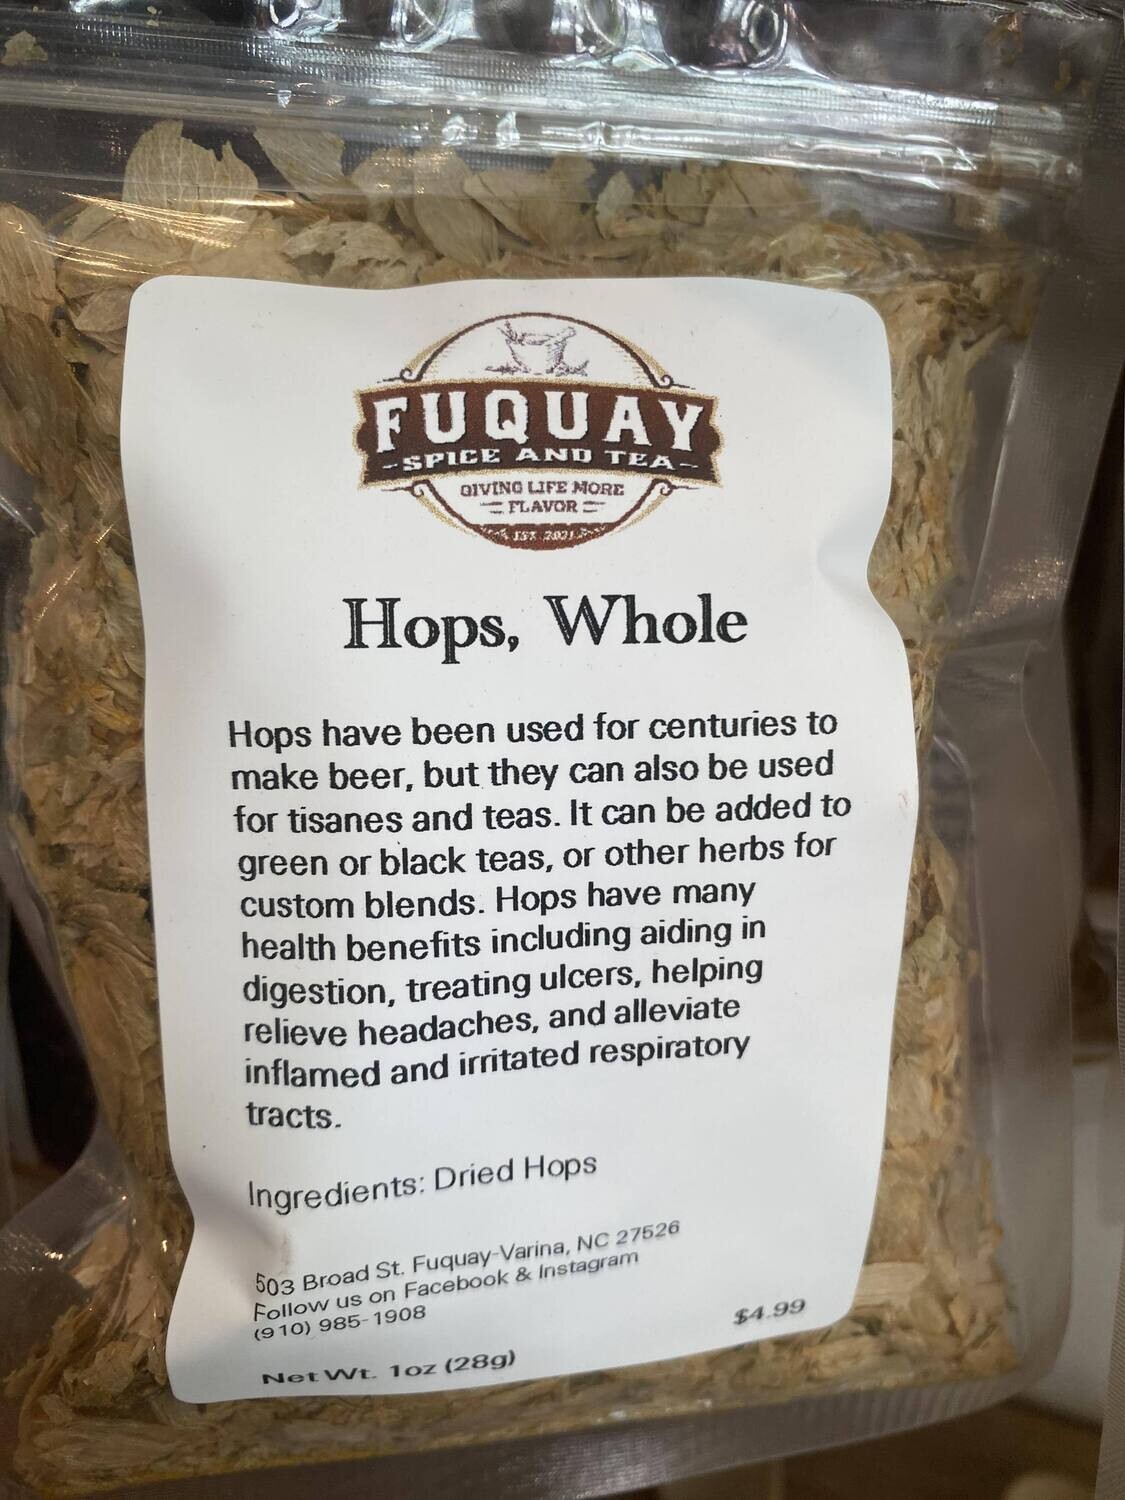 FUQUAY
-SPICE AND TEA-
GIVING LIFE MORE
FLAVOR
EST. 2021
Hops, Whole
Hops have been used for centuries to
make beer, but they can also be used
for tisanes and teas. It can be added to
green or black teas, or other herbs for
custom blends. Hops have many
health benefits including aiding in
digestion, treating ulcers, helping
relieve headaches, and alleviate
inflamed and irritated respiratory
tracts.
Ingredients: Dried Hops
503 Broad St. Fuquay-Varina, NC 27526
Follow us on Facebook & Instagram
(910) 985-1908
$4.99
Net Wt. 1oz (28g)